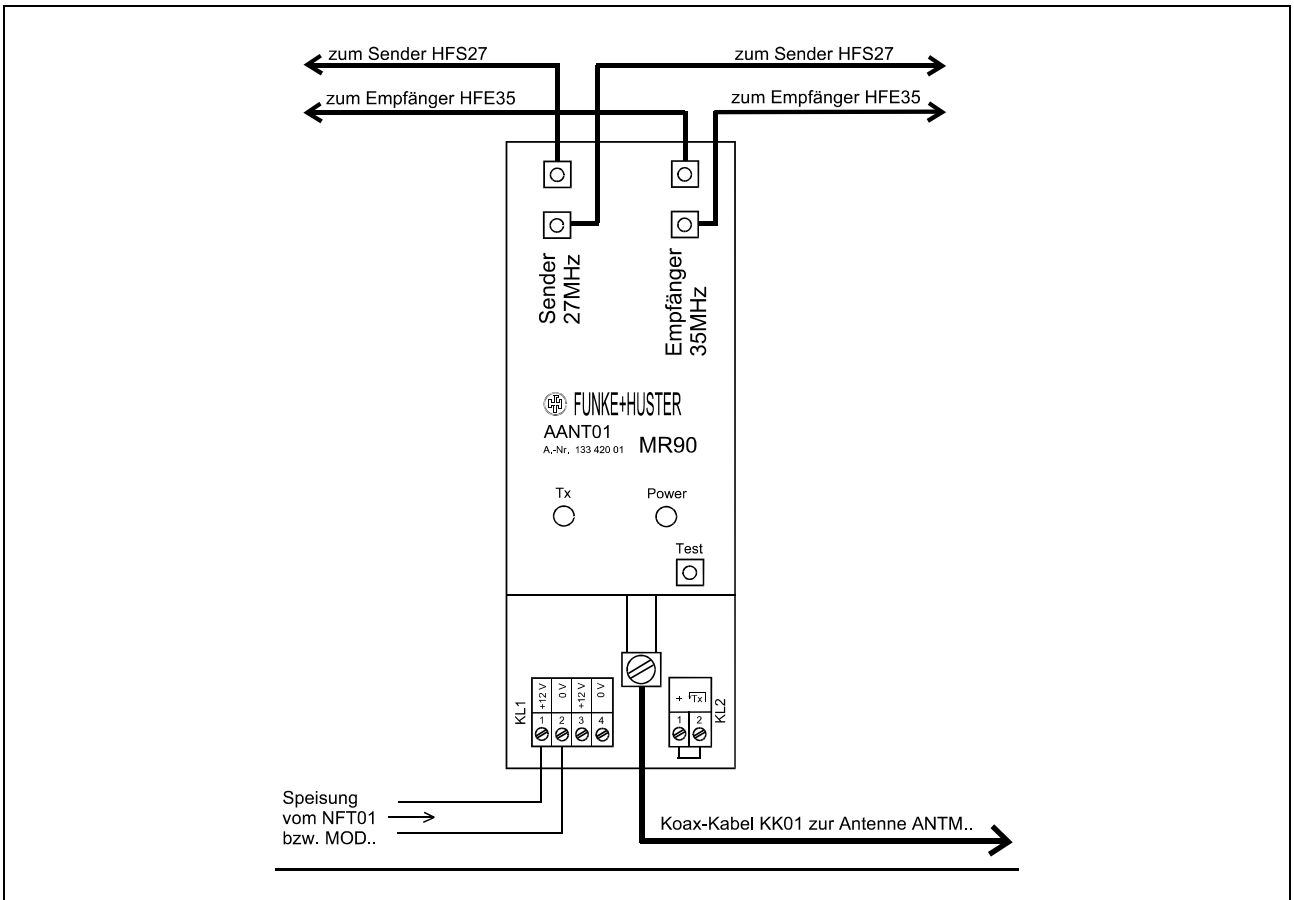 zum Sender HFS27
zum Sender HFS27
zum Empfänger HFE35
zum Empfänger HFE35
Sender
27MHz
Empfänger
35MHz
FUNKE+HUSTER
AANT01
A.-Nr. 133 420 01
MR90
Tx
Power
Test
KL1
+12 V
0 V
+12 V
0 V
1
2
3
4
+
Tx
1
2
KL2
Speisung
vom NFT01
bzw. MOD..
Koax-Kabel KK01 zur Antenne ANTM..